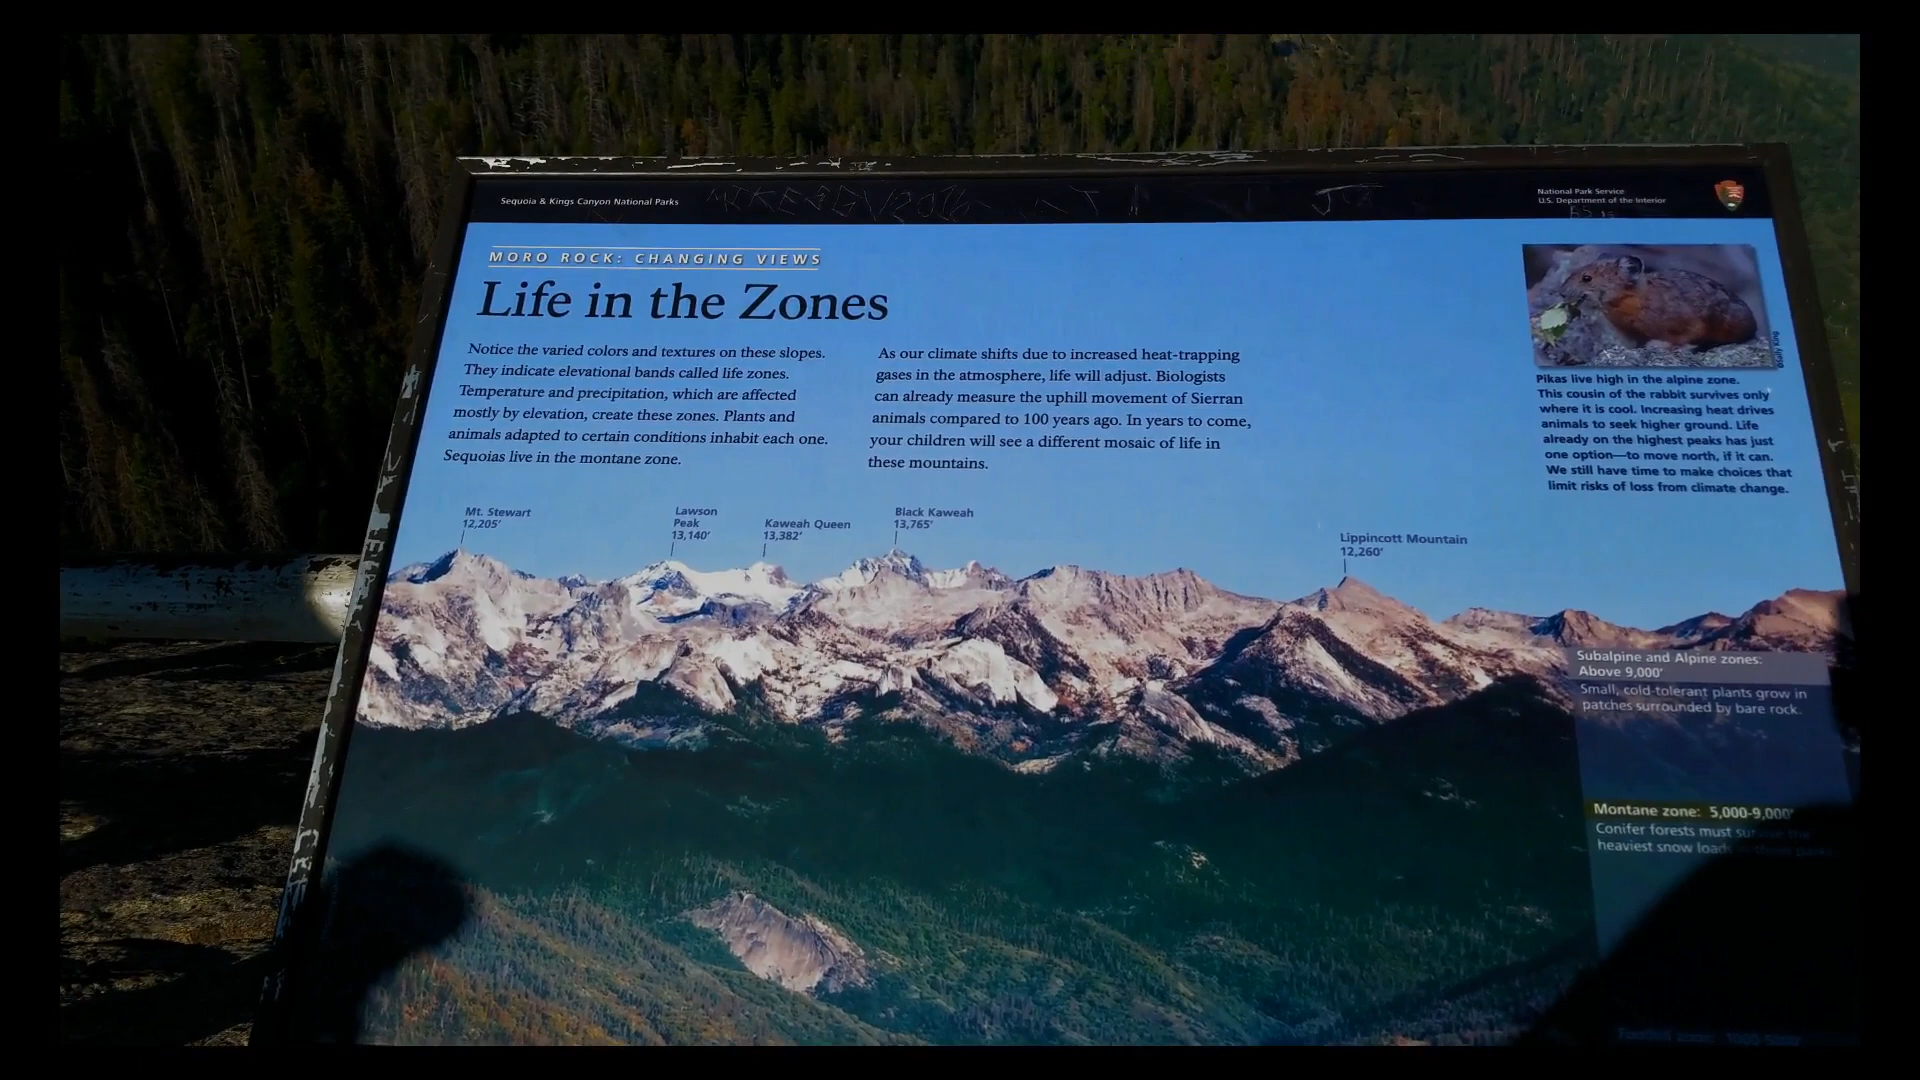 Sequoia & Kings Canyon National Parks
National Park Service
U.S. Department of the Interior
MORO ROCK: CHANGING VIEWS
Life in the Zones
Notice the varied colors and textures on these slopes.
They indicate elevational bands called life zones.
Temperature and precipitation, which are affected
mostly by elevation, create these zones. Plants and
animals adapted to certain conditions inhabit each one.
Sequoias live in the montane zone.
As our climate shifts due to increased heat-trapping
gases in the atmosphere, life will adjust. Biologists
can already measure the uphill movement of Sierran
animals compared to 100 years ago. In years to come,
your children will see a different mosaic of life in
these mountains.
Pikas live high in the alpine zone.
This cousin of the rabbit survives only
where it is cool. Increasing heat drives
animals to seek higher ground. Life
already on the highest peaks has just
one option—to move north, if it can.
We still have time to make choices that
limit risks of loss from climate change.
Mt. Stewart
12,205'
Lawson
Peak
13,140'
Kaweah Queen
13,382'
Black Kaweah
13,765'
Lippincott Mountain
12,260'
Subalpine and Alpine zones:
Above 9,000'
Small, cold-tolerant plants grow in
patches surrounded by bare rock.
Montane zone: 5,000-9,000'
Conifer forests must survive the
heaviest snow loads